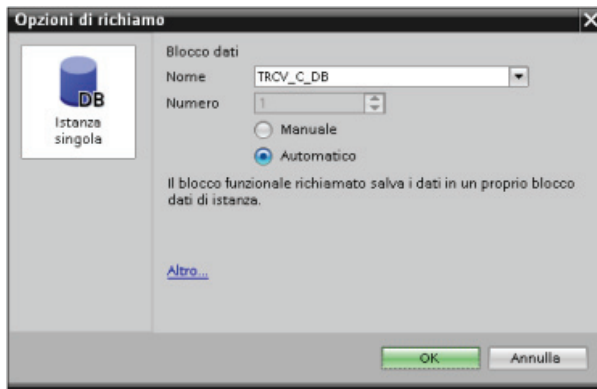 Opzioni di richiamo
DB
Istanza
singola
Blocco dati
Nome TRCV_C_DB
Numero 1
Manuale
Automatico
Il blocco funzionale richiamato salva i dati in un proprio blocco
dati di istanza.
Altro...
OK Annulla